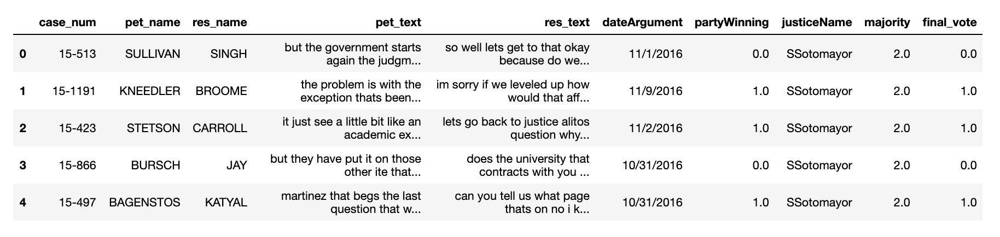 case_num pet_name res_name pet_text res_text dateArgument partyWinning justiceName majority final_vote
0 15-513 SULLIVAN SINGH but the government starts again the judgm... so well lets get to that okay because do we... 11/1/2016 0.0 SSotomayor 2.0 0.0
1 15-1191 KNEEDLER BROOME the problem is with the exception thats been... im sorry if we leveled up how would that aff... 11/9/2016 1.0 SSotomayor 2.0 1.0
2 15-423 STETSON CARROLL it just see a little bit like an academic ex... lets go back to justice alitos question why... 11/2/2016 1.0 SSotomayor 2.0 1.0
3 15-866 BURSCH JAY but they have put it on those other ite that... does the university that contracts with you ... 10/31/2016 0.0 SSotomayor 2.0 0.0
4 15-497 BAGENSTOS KATYAL martinez that begs the last question that w... can you tell us what page thats on no i k... 10/31/2016 1.0 SSotomayor 2.0 1.0